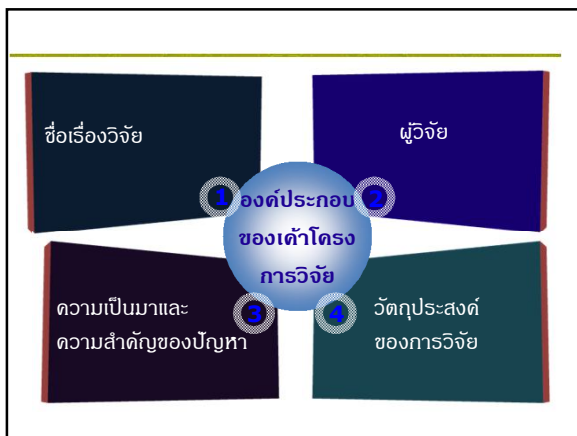 ชื่อเรื่องวิจัย
ผู้วิจัย
1
องค์ประกอบ
2
ของเค้าโครง
การวิจัย
ความเป็นมาและ
ความสำคัญของปัญหา
3
4
วัตถุประสงค์
ของการวิจัย